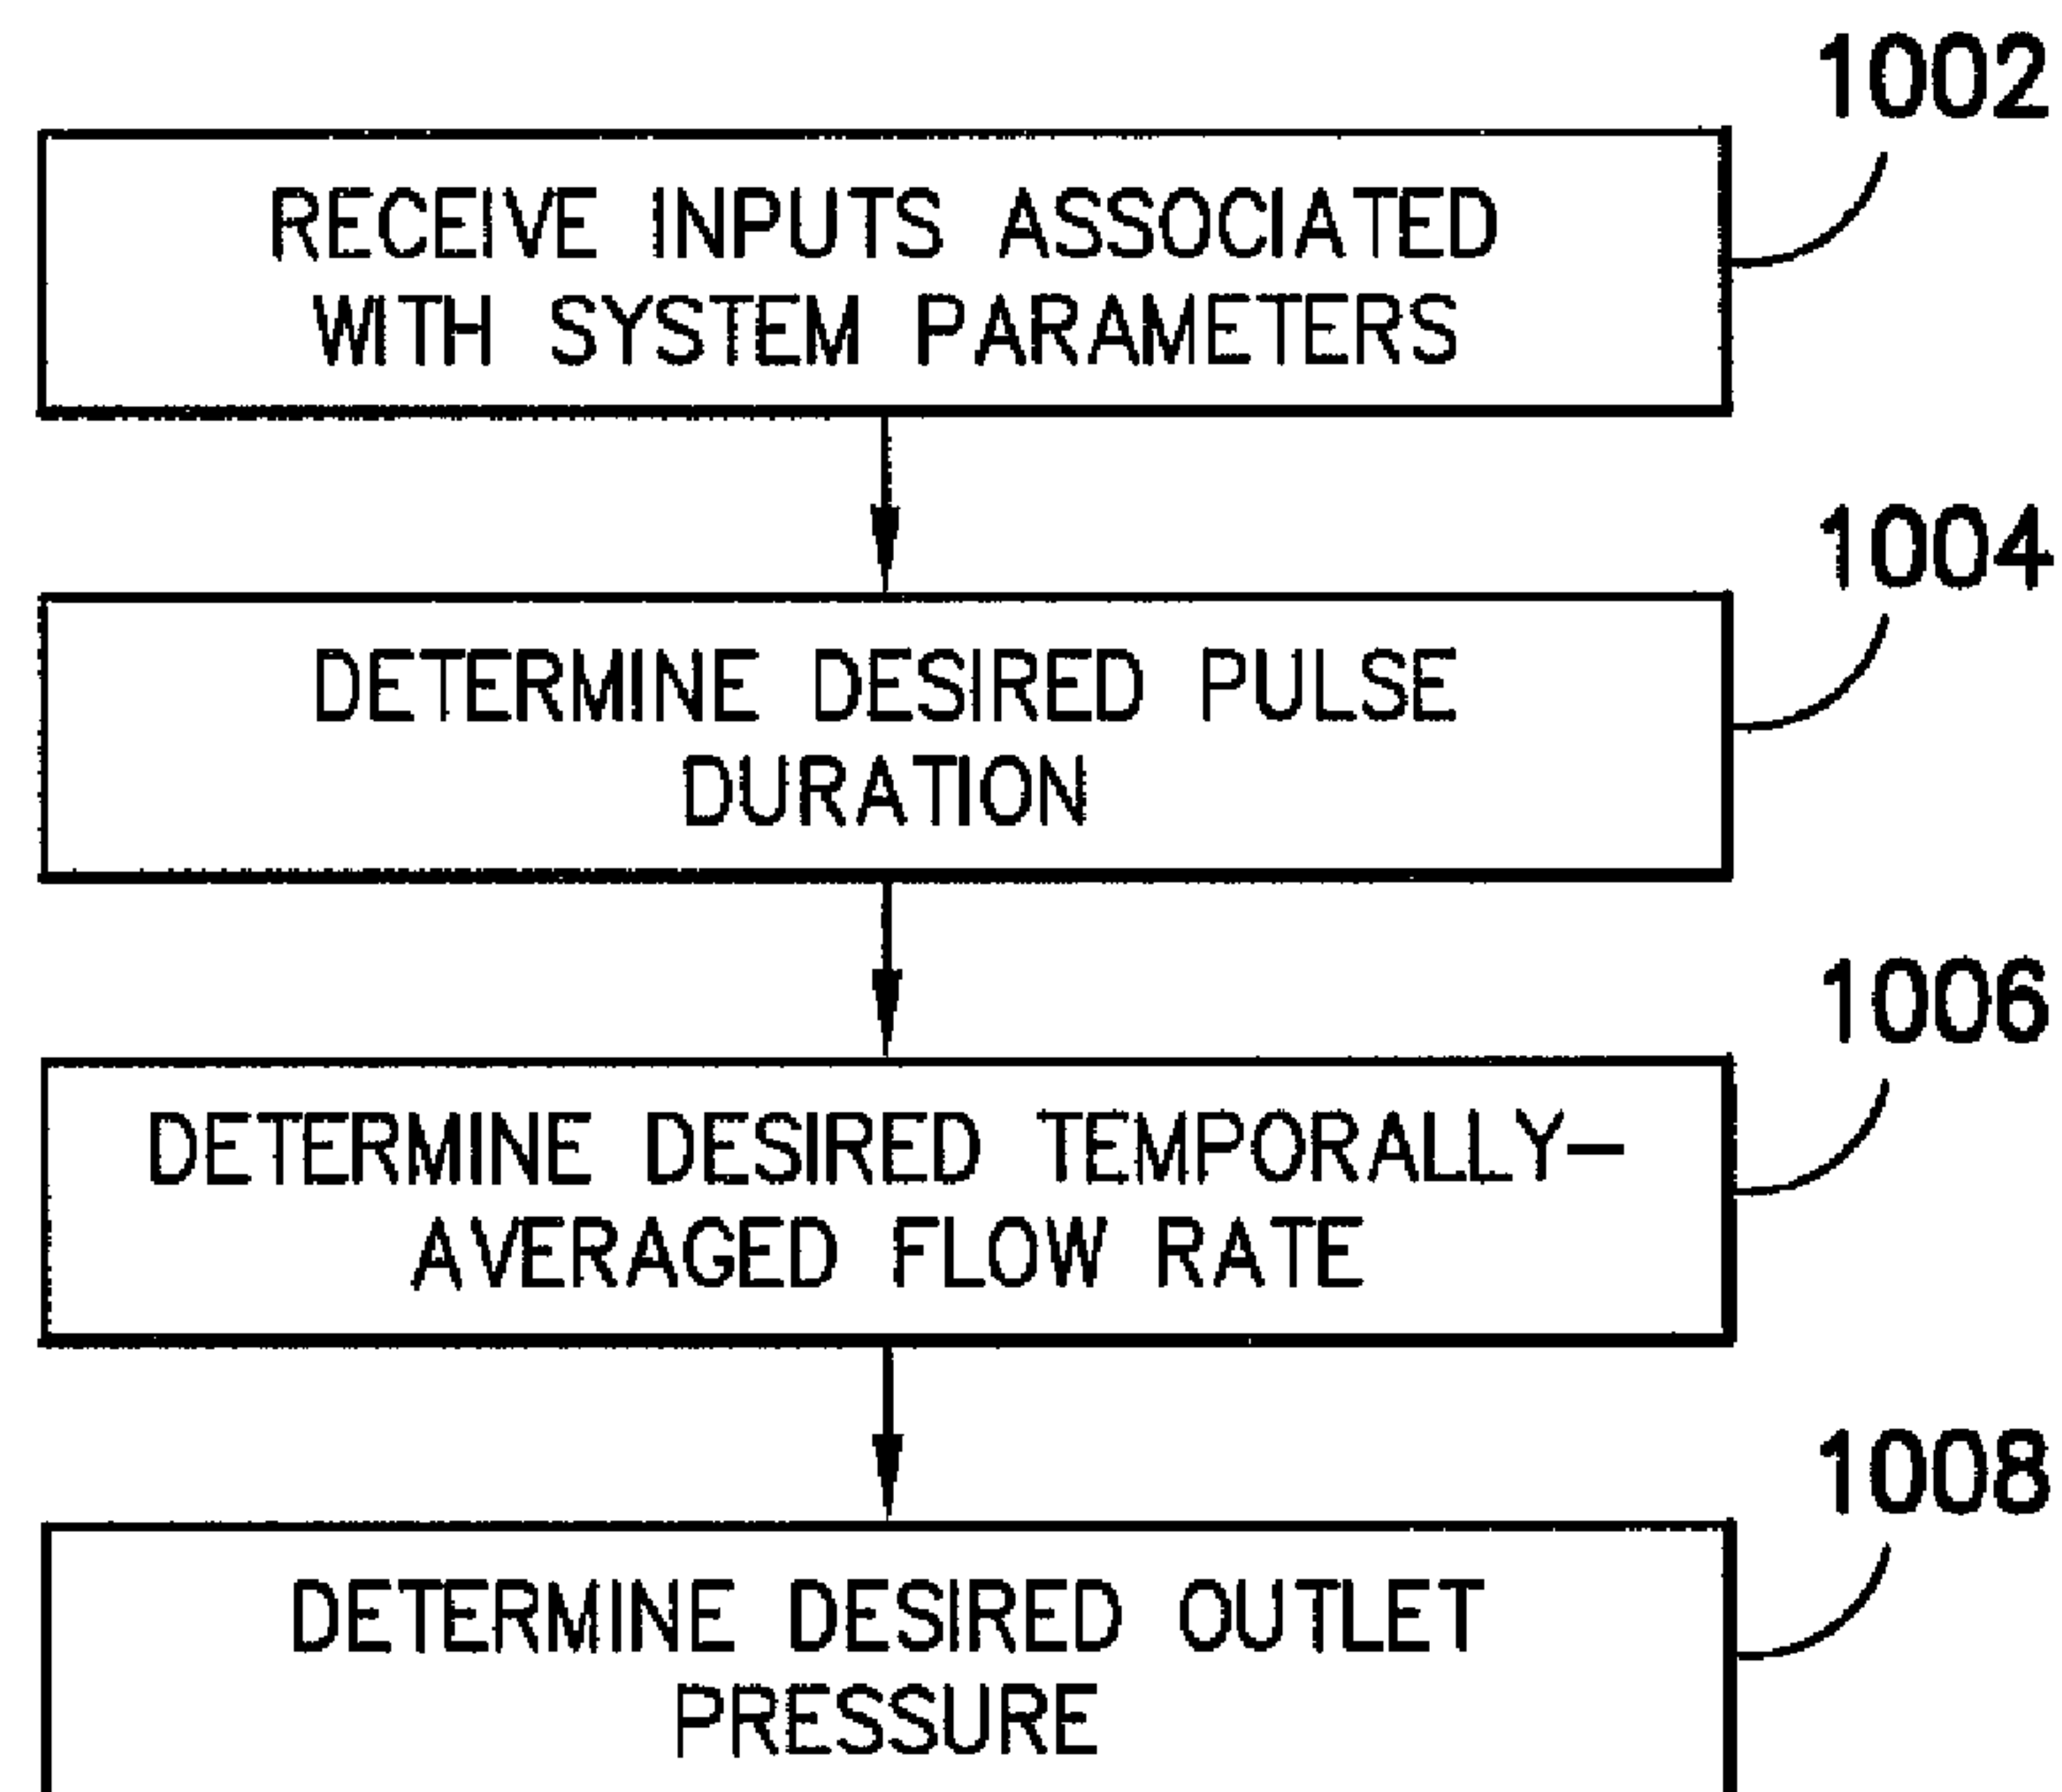 1002
RECEIVE INPUTS ASSOCIATED
WITH SYSTEM PARAMETERS
1004
DETERMINE DESIRED PULSE
DURATION
1006
DETERMINE DESIRED TEMPORALLY-
AVERAGED FLOW RATE
1008
DETERMINE DESIRED OUTLET
PRESSURE